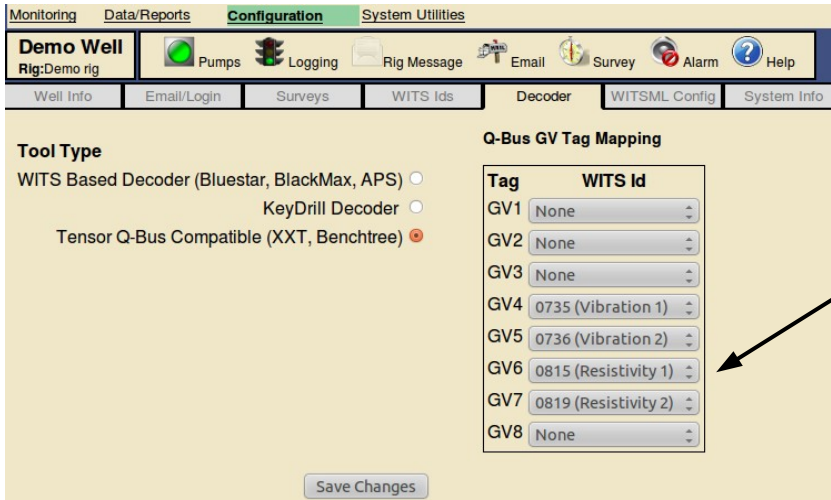 Monitoring Data/Reports Configuration System Utilities
Demo Well
Rig:Demo rig
Pumps Logging Rig Message Email Survey Alarm Help
Well Info Email/Login Surveys WITS Ids Decoder WITSML Config System Info
Tool Type
WITS Based Decoder (Bluestar, BlackMax, APS)
KeyDrill Decoder
Tensor Q-Bus Compatible (XXT, Benchtree)
Q-Bus GV Tag Mapping
Tag WITS Id
GV1 None
GV2 None
GV3 None
GV4 0735 (Vibration 1)
GV5 0736 (Vibration 2)
GV6 0815 (Resistivity 1)
GV7 0819 (Resistivity 2)
GV8 None
Save Changes